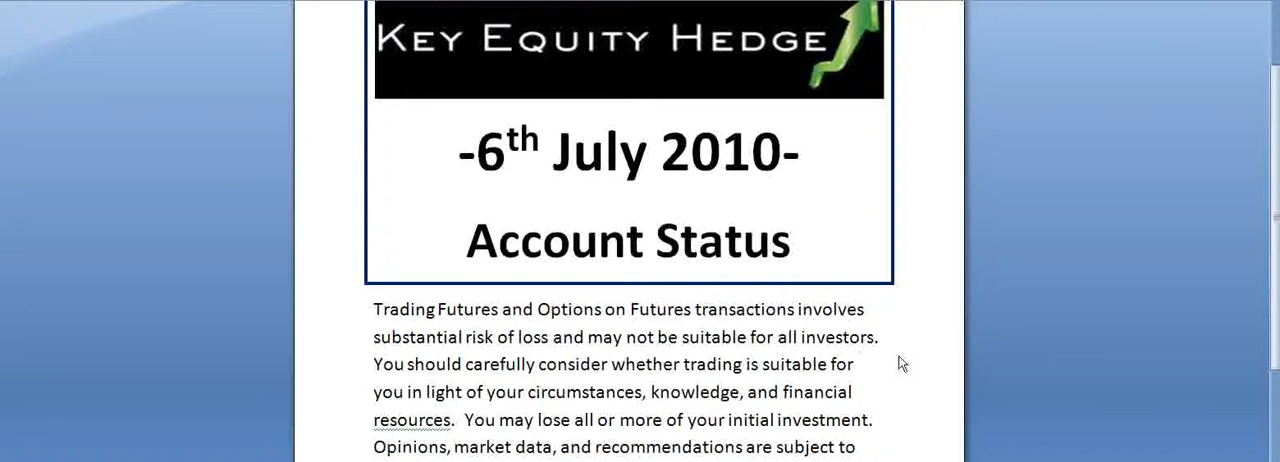 KEY EQUITY HEDGE
-6th July 2010-
Account Status
Trading Futures and Options on Futures transactions involves
substantial risk of loss and may not be suitable for all investors.
You should carefully consider whether trading is suitable for
you in light of your circumstances, knowledge, and financial
resources.  You may lose all or more of your initial investment.
Opinions, market data, and recommendations are subject to